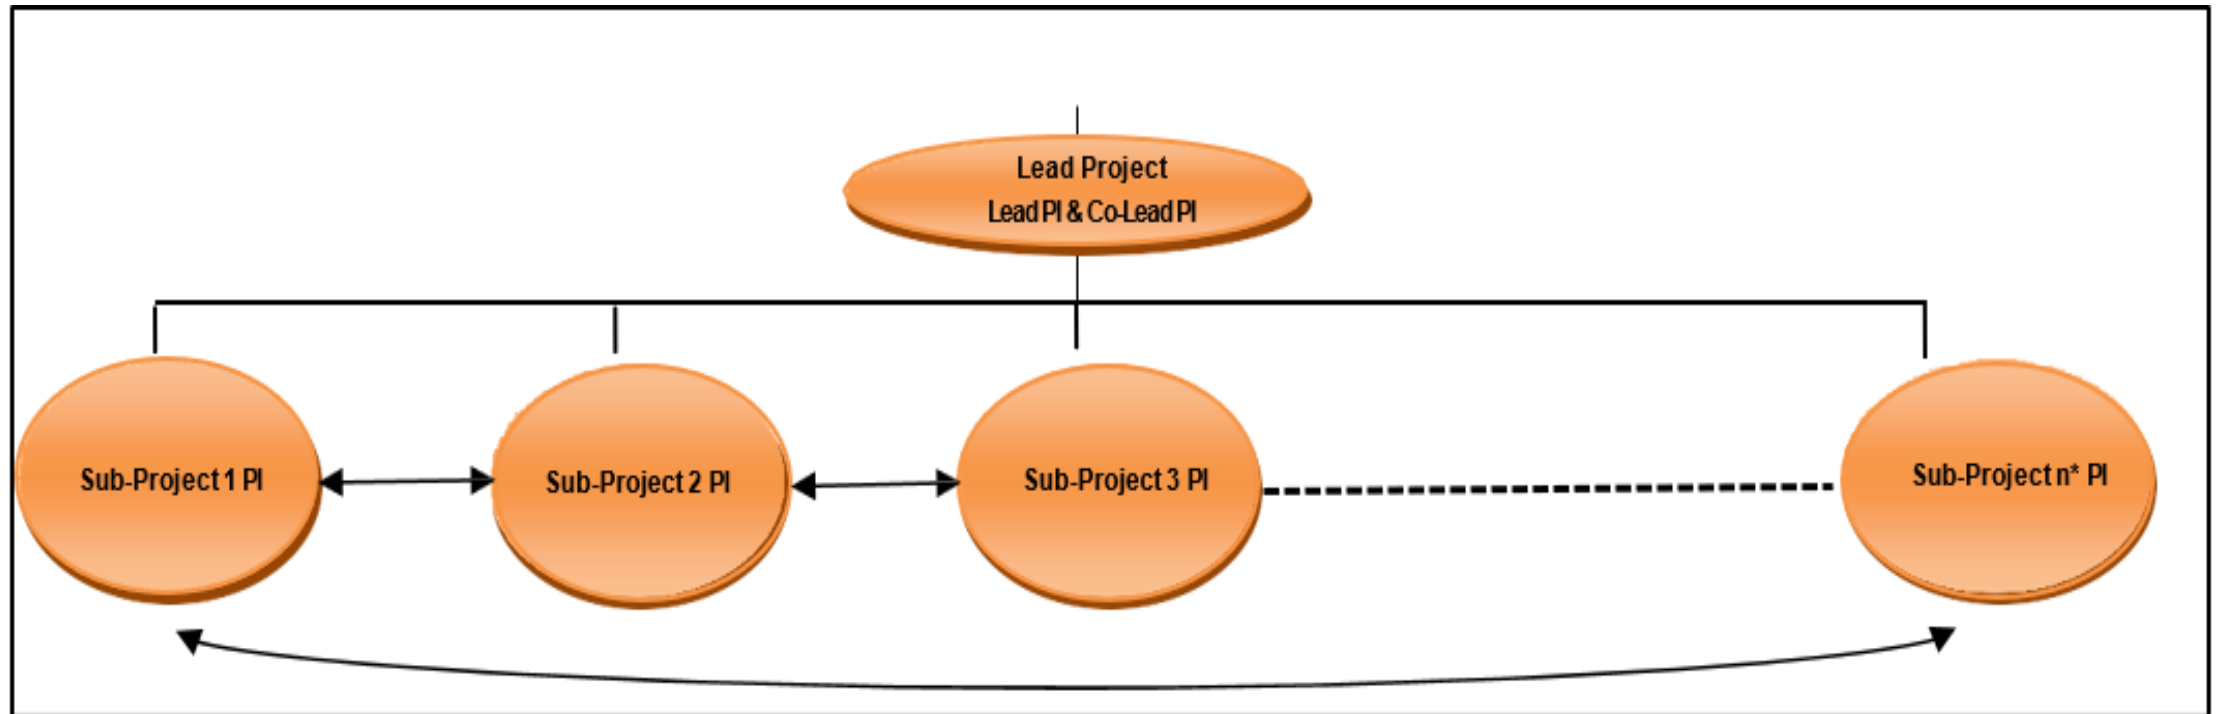 Lead Project
Lead PI & Co-Lead PI
Sub-Project 1 PI
Sub-Project 2 PI
Sub-Project 3 PI
Sub-Project n* PI